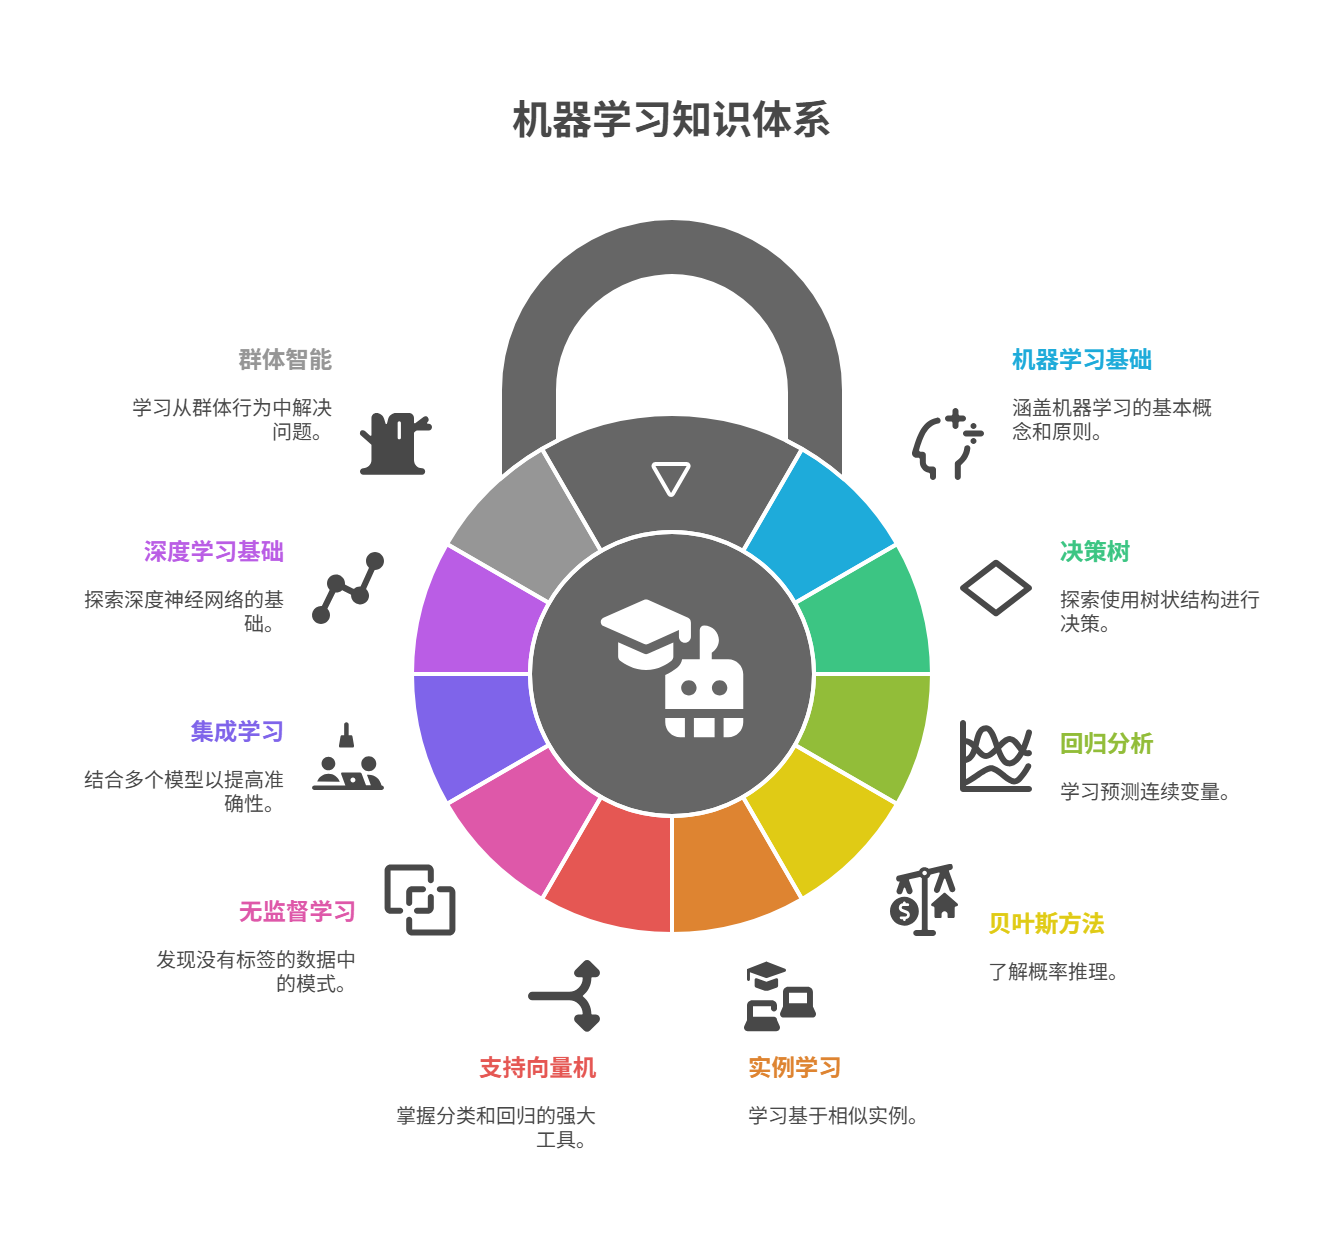 机器学习知识体系
机器学习基础
涵盖机器学习的基本概
念和原则。
决策树
探索使用树状结构进行
决策。
回归分析
学习预测连续变量。
贝叶斯方法
了解概率推理。
实例学习
学习基于相似实例。
支持向量机
掌握分类和回归的强大
工具。
无监督学习
发现没有标签的数据中
的模式。
集成学习
结合多个模型以提高准
确性。
深度学习基础
探索深度神经网络的基
础。
群体智能
学习从群体行为中解决
问题。
$